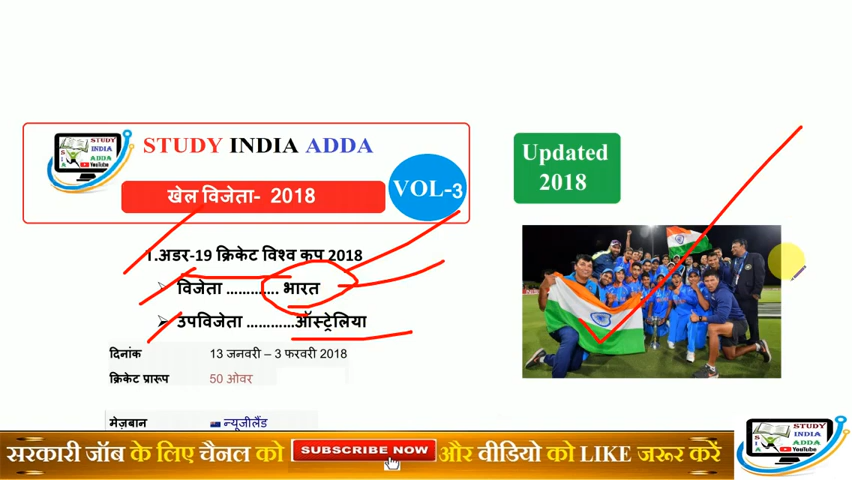 STUDY INDIA ADDA
STUDY
INDIA
ADDA
YouTube
खेल विजेता- 2018
VOL-3
Updated
2018
1.अडर-19 क्रिकेट विश्व कप 2018
विजेता ............. भारत
उपविजेता ............ऑस्ट्रेलिया
दिनांक 13 जनवरी – 3 फरवरी 2018
क्रिकेट प्रारूप 50 ओवर
मेज़बान न्यूजीलैंड
सरकारी जॉब के लिए चैनल को SUBSCRIBE NOW और वीडियो को LIKE जरूर करें
STUDY
INDIA
ADDA
YouTube